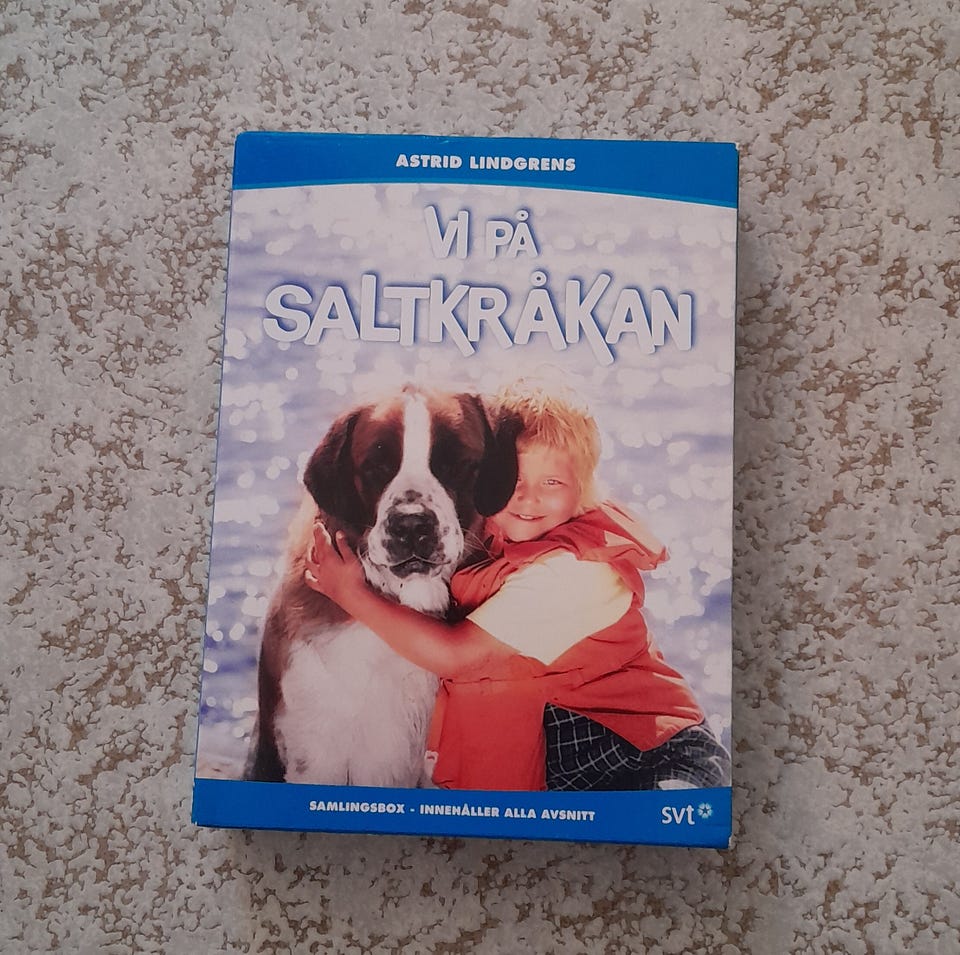 ASTRID LINDGRENS
VI PÅ
SALTKRÅKAN
SAMLINGSBOX - INNEHÅLLER ALLA AVSNITT
svt